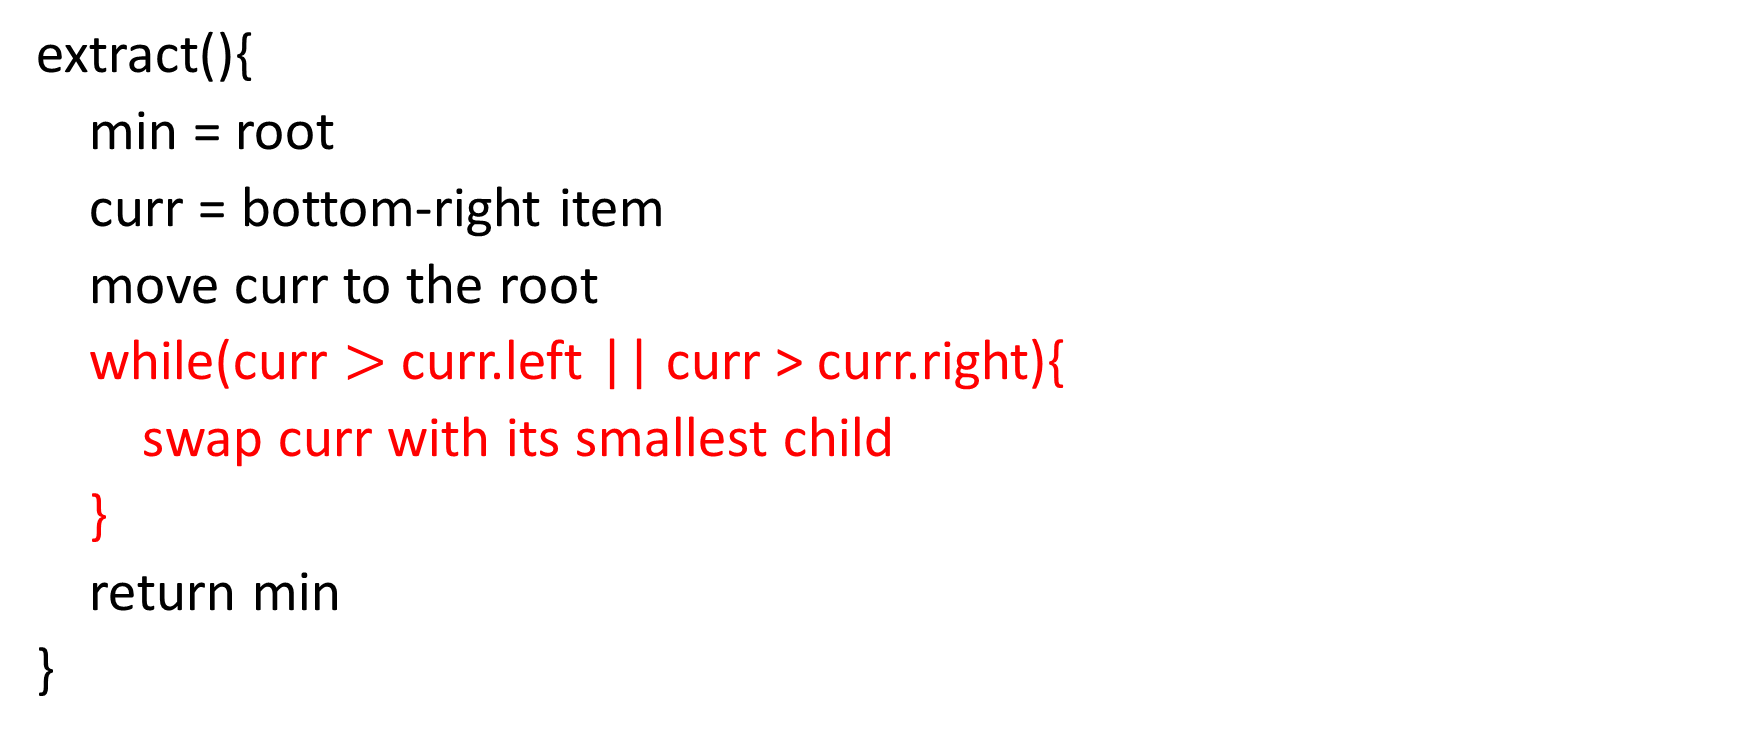 extract(){
min = root
curr = bottom-right item
move curr to the root
while(curr > curr.left || curr > curr.right){
swap curr with its smallest child
}
return min
}